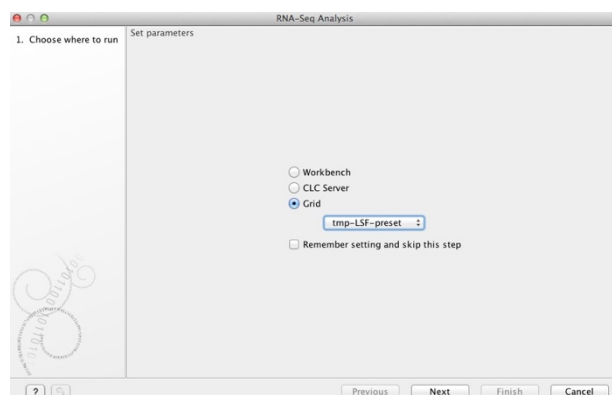 RNA-Seq Analysis
1. Choose where to run
Set parameters
Workbench
CLC Server
Grid
tmp-LSF-preset
Remember setting and skip this step
? Previous Next Finish Cancel